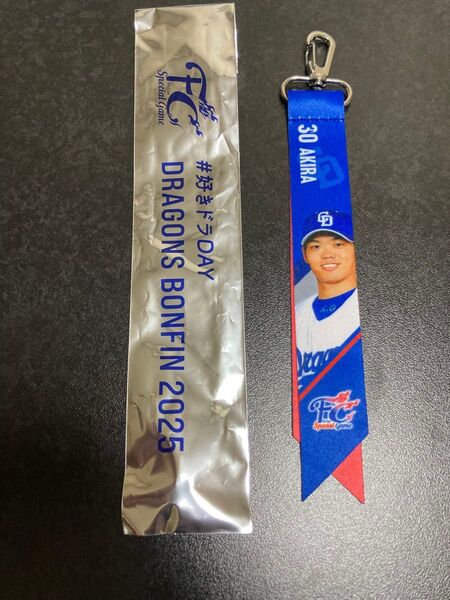 FC
Special Game
#好きドラDAY
DRAGONS BONFIN 2025
30 AKIRA
CD
Dragons
FC
Special Game